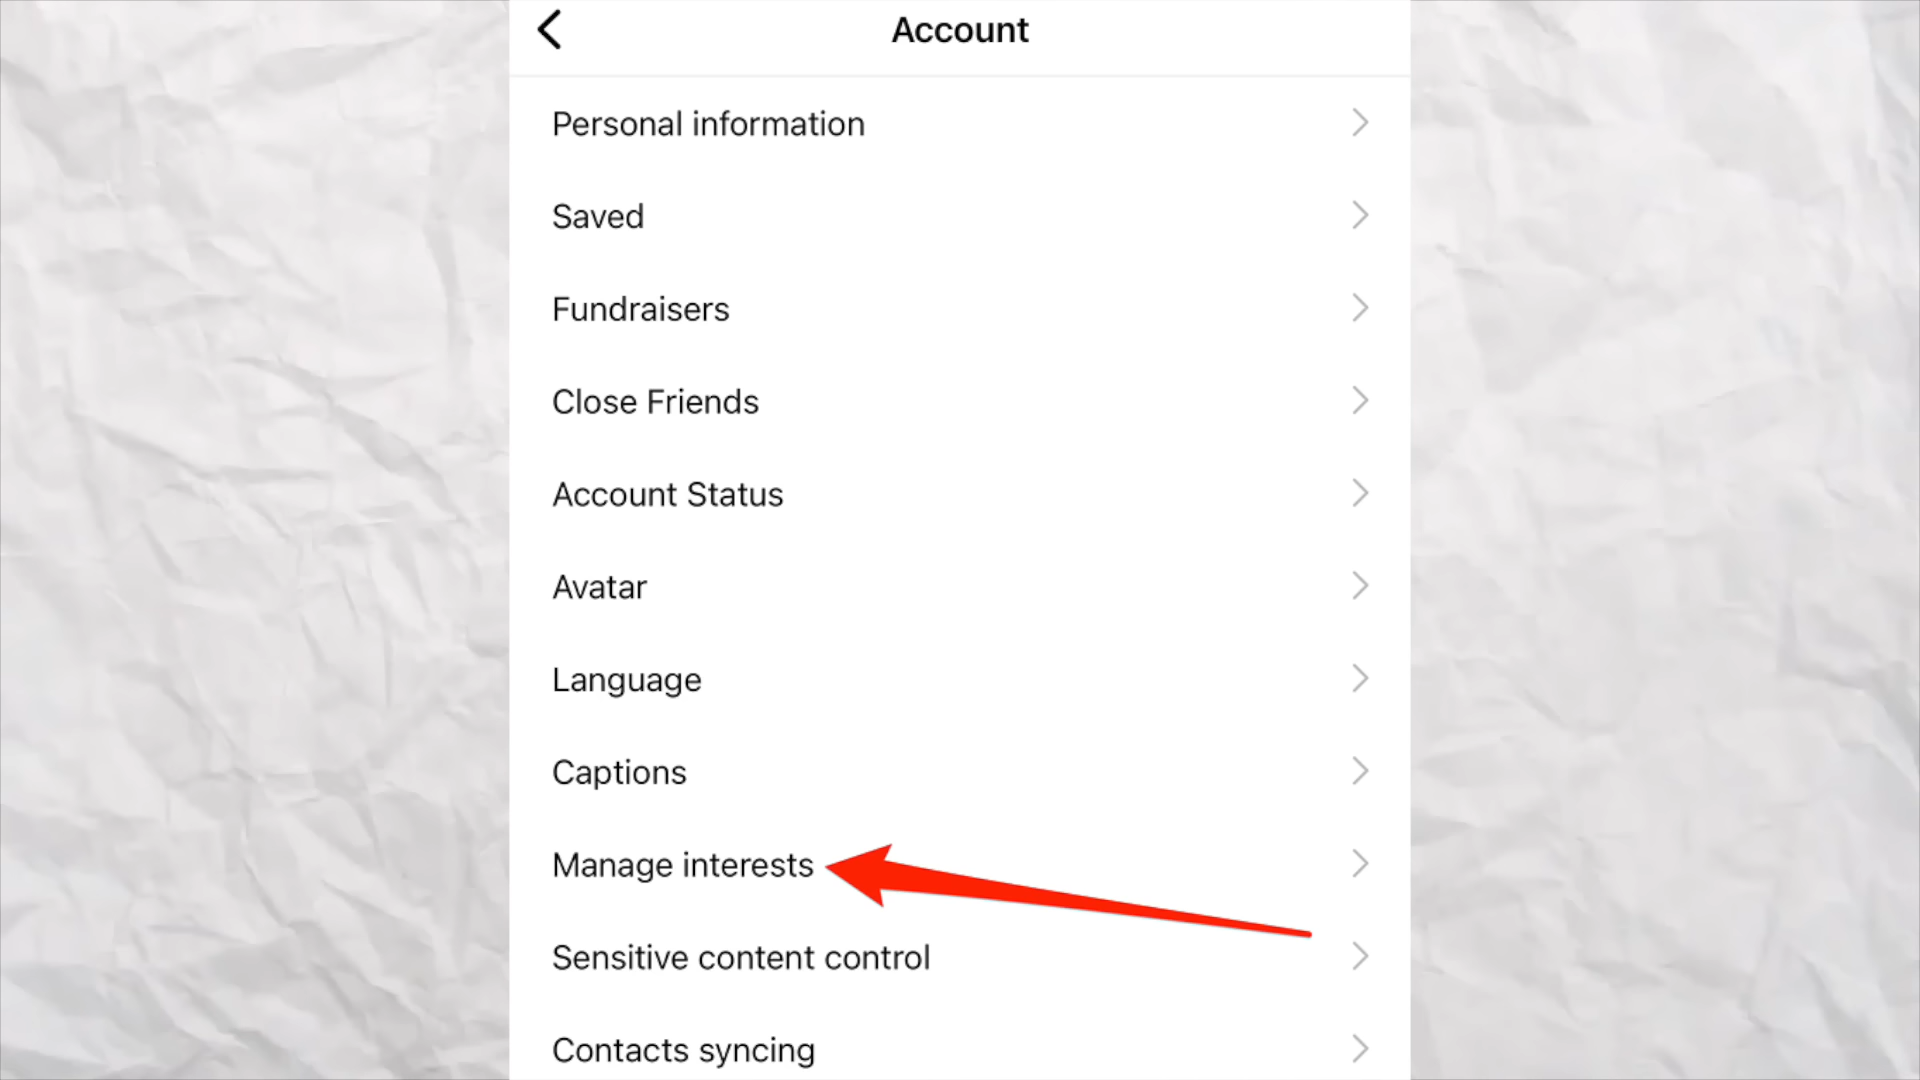 Account
Personal information
Saved
Fundraisers
Close Friends
Account Status
Avatar
Language
Captions
Manage interests
Sensitive content control
Contacts syncing